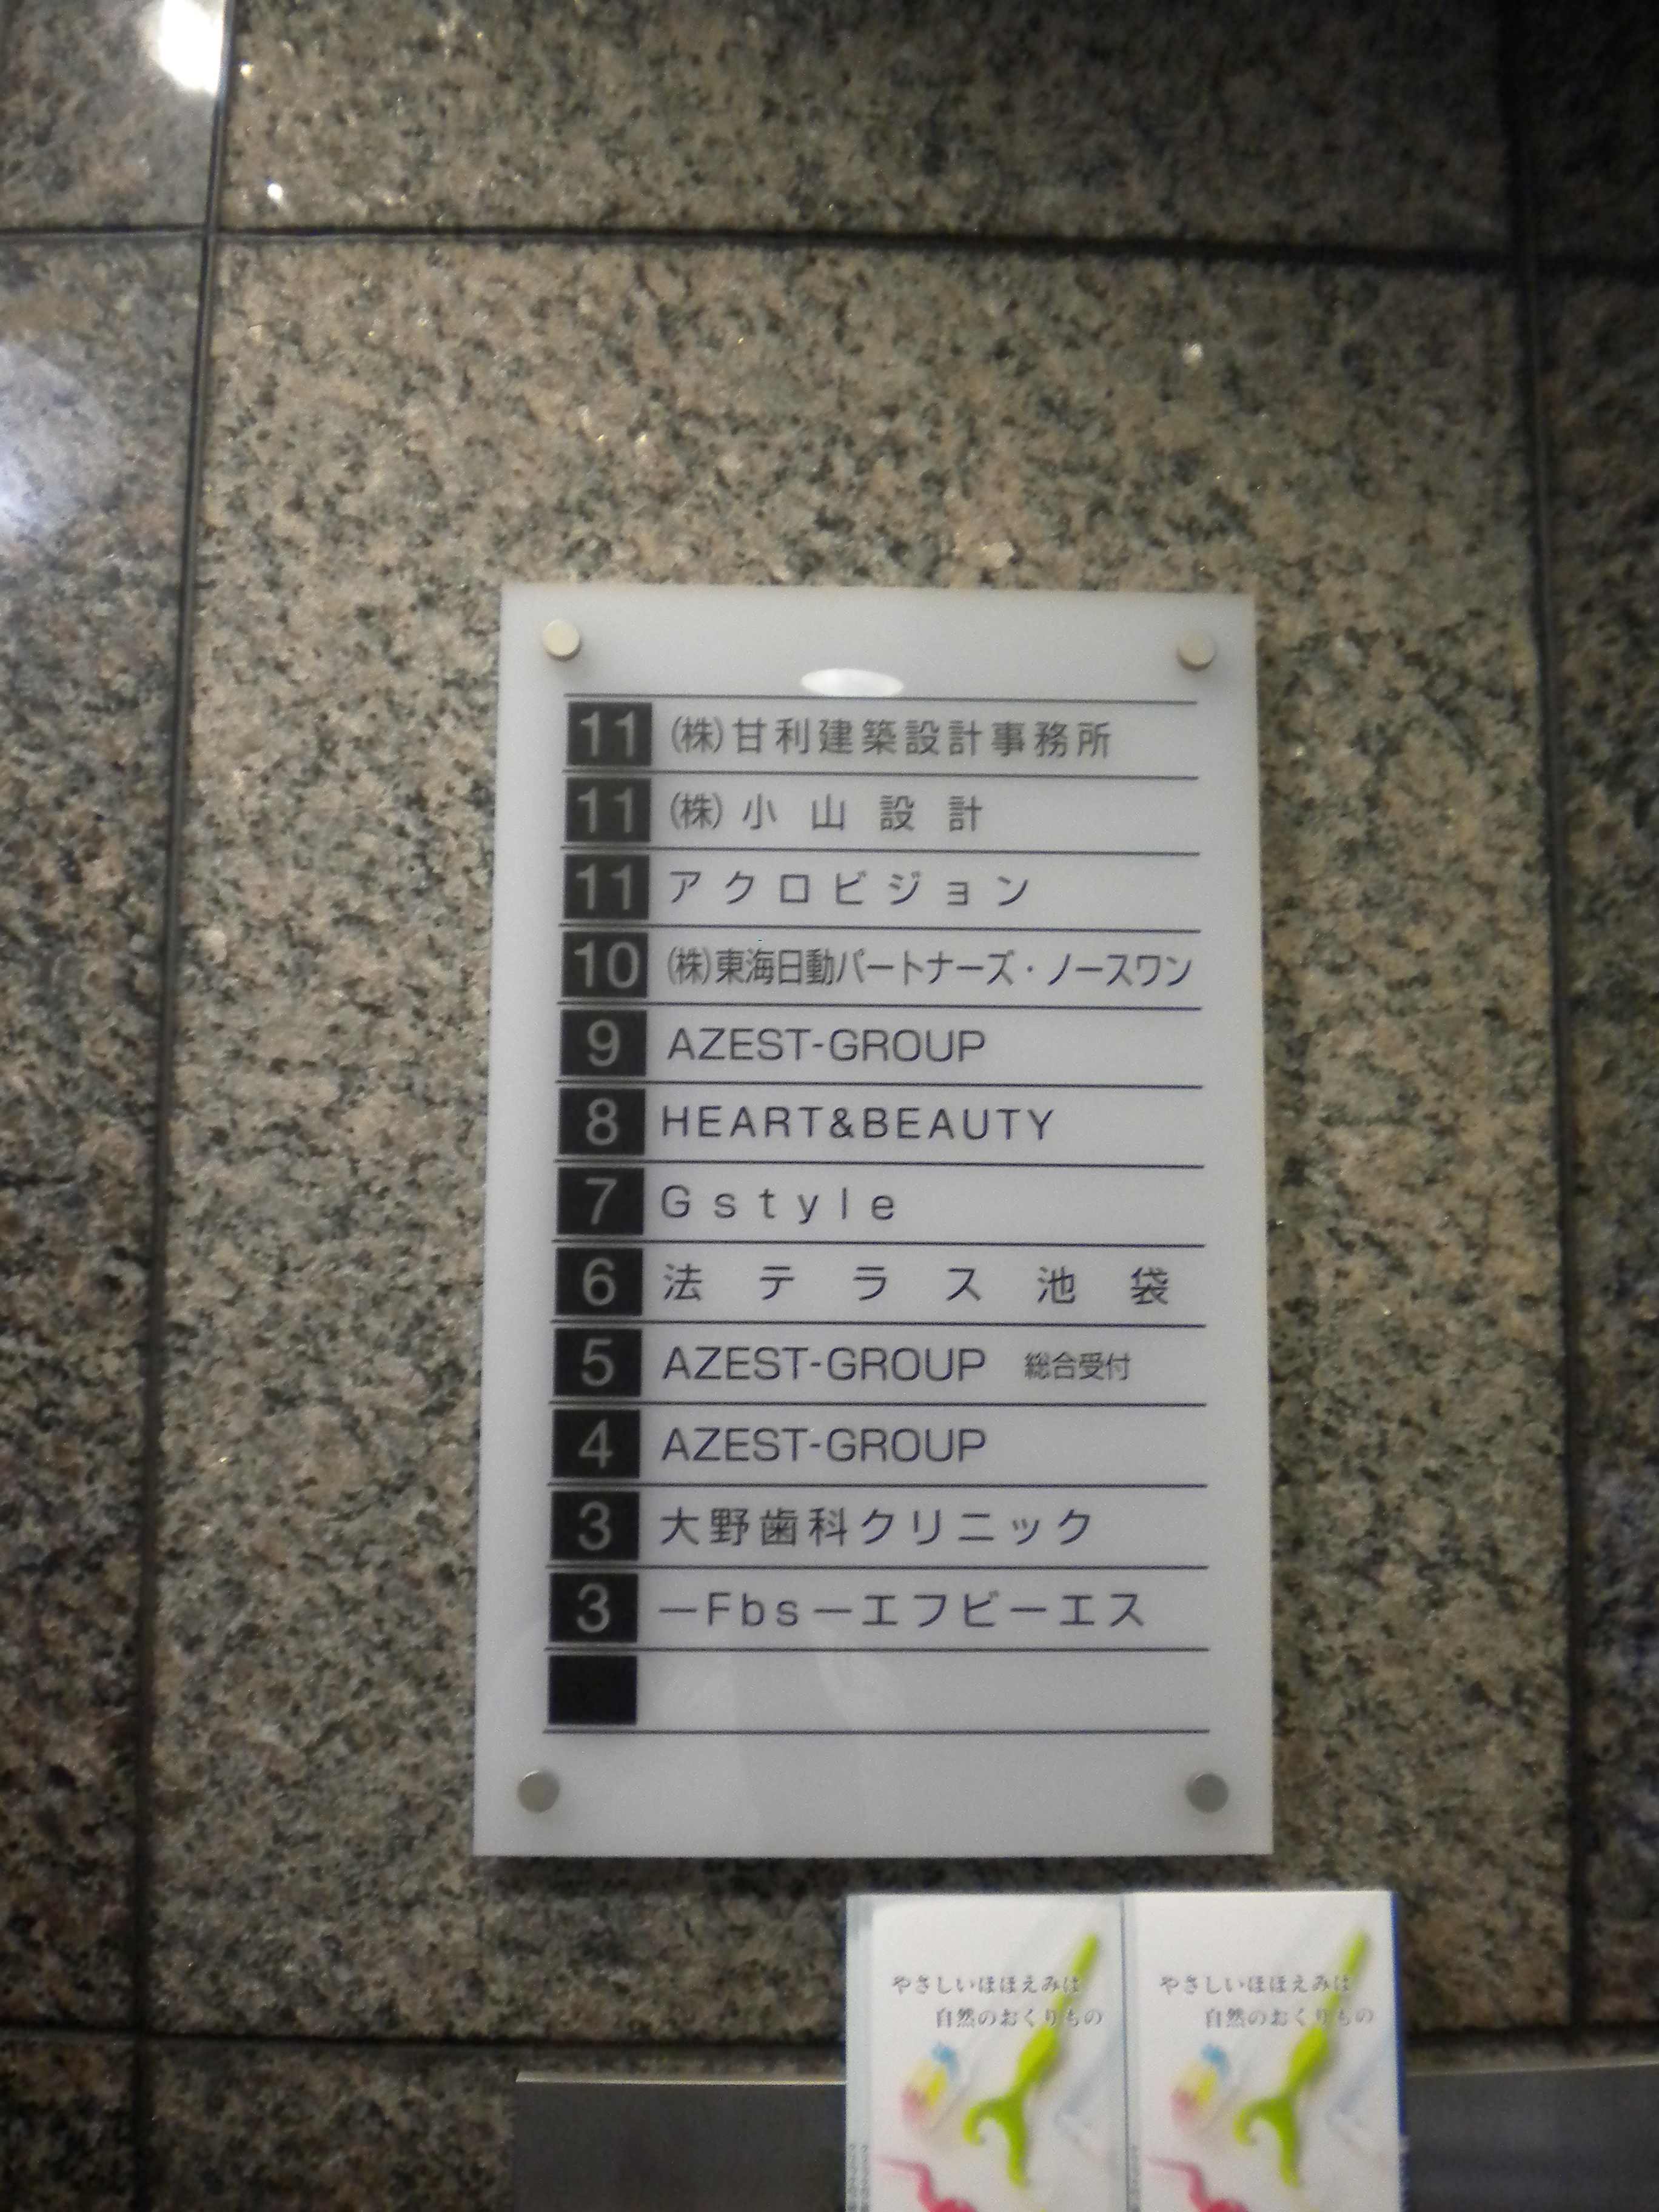 11 (株)甘利建築設計事務所
11 (株)小山設計
11 アクロビジョン
10 (株)東海日動パートナーズ・ノースワン
9 AZEST-GROUP
8 HEART&BEAUTY
7 Gstyle
6 法テラス池袋
5 AZEST-GROUP 総合受付
4 AZEST-GROUP
3 大野歯科クリニック
3 ―Fbs―エフビーエス
やさしいほほえみは
自然のおくりもの
やさしいほほえみは
自然のおくりもの